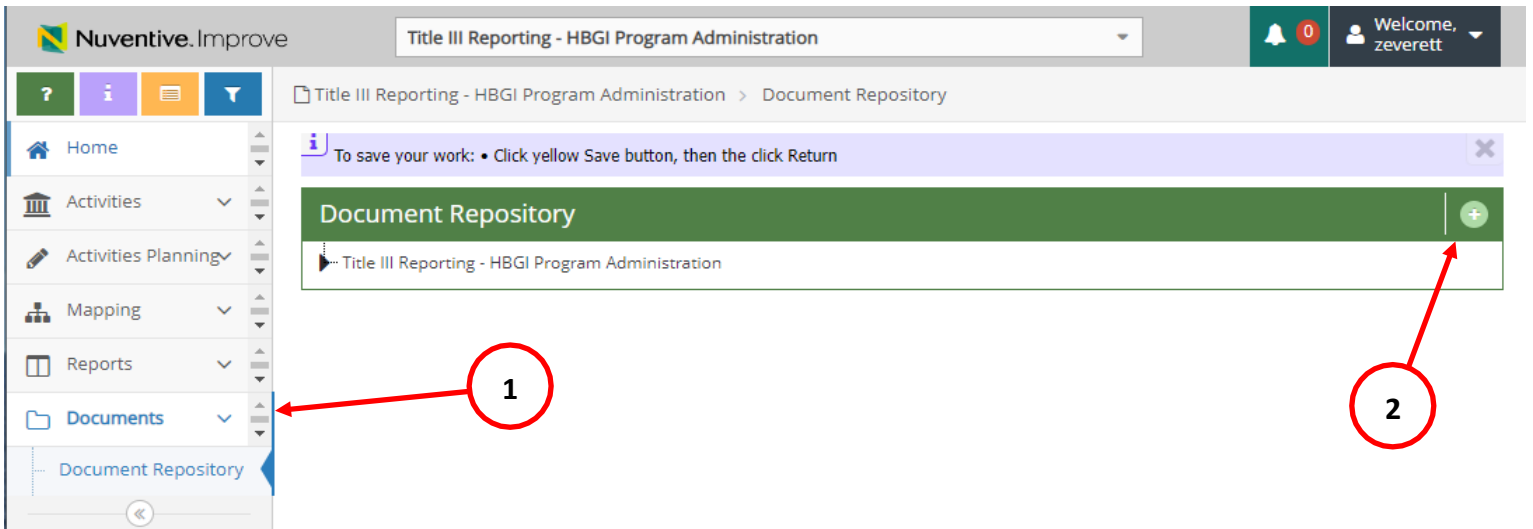 Nuventive.Improve
Title III Reporting - HBGI Program Administration
0
Welcome,
zeverett
?
i
Title III Reporting - HBGI Program Administration > Document Repository
Home
i
To save your work: • Click yellow Save button, then the click Return
Activities
Document Repository
Activities Planning
Title III Reporting - HBGI Program Administration
Mapping
Reports
1
2
Documents
Document Repository